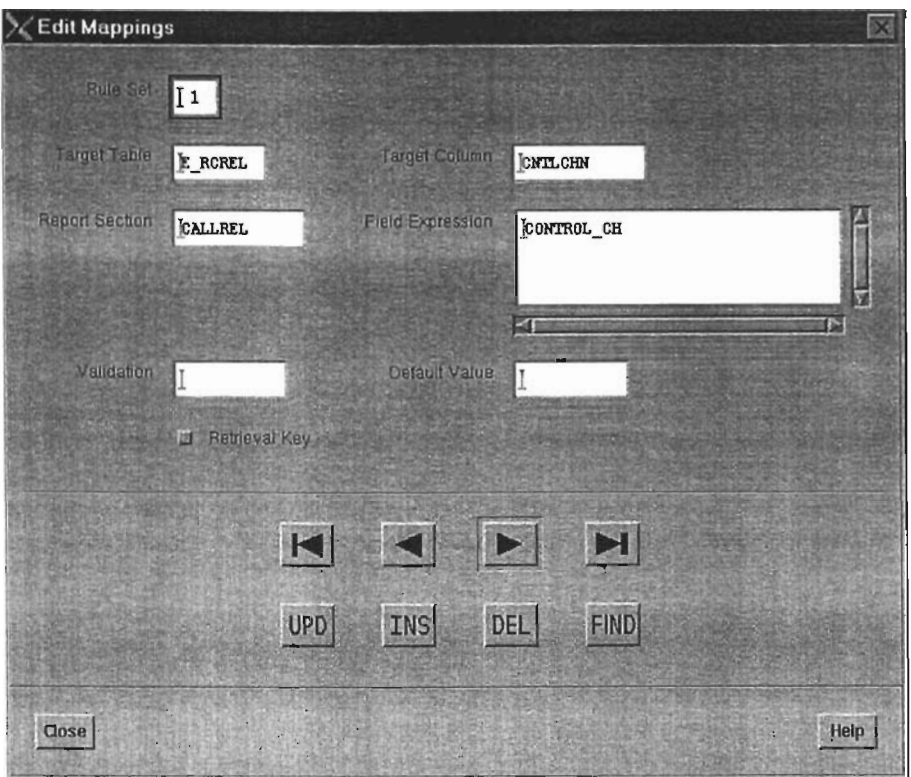 Edit Mappings
Rule Set 1
Target Table E_RCREL Target Column CNTLCHN
Report Section CALLREL Field Expression CONTROL_CH
Validation Default Value
Retrieval Key
UPD INS DEL FIND
Close Help